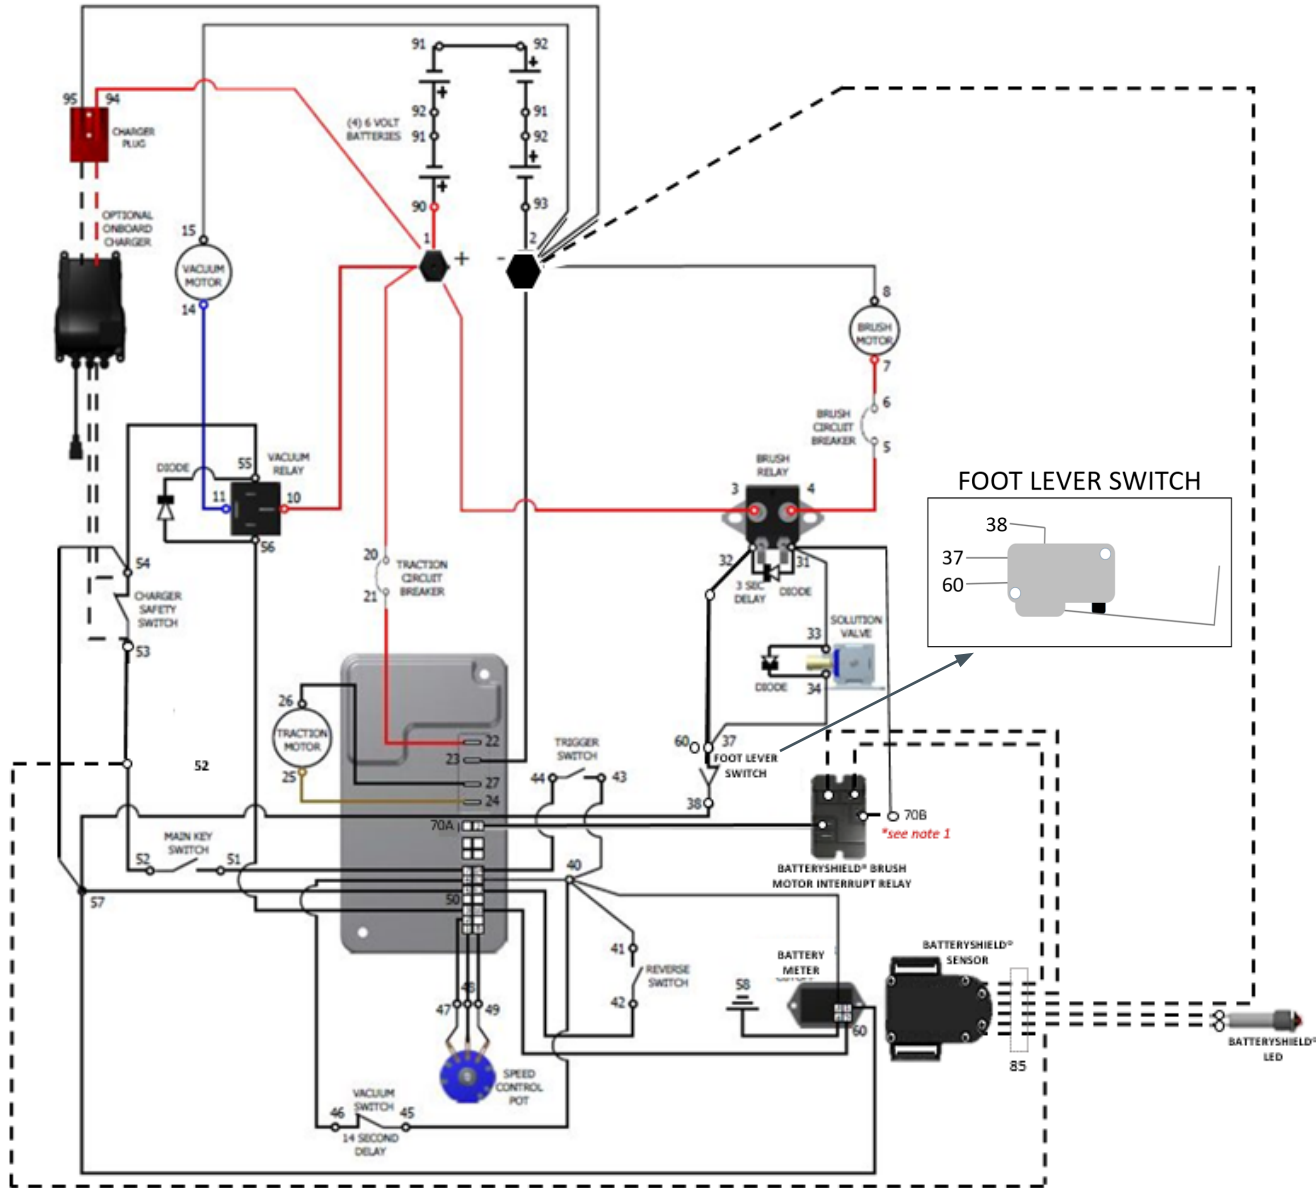 91
92
95
94
+
+
CHARGER
PLUG
(4) 6 VOLT
BATTERIES
92
91
91
92
+
+
OPTIONAL
ONBOARD
CHARGER
90
93
15
1
+
-
2
VACUUM
MOTOR
14
8
BRUSH
MOTOR
7
6
BRUSH
CIRCUIT
BREAKER
5
DIODE
55
VACUUM
RELAY
11
10
56
BRUSH
RELAY
3
4
FOOT LEVER SWITCH
38
37
60
54
CHARGER
SAFETY
SWITCH
53
20
TRACTION
CIRCUIT
BREAKER
21
32
31
3 SEC
DELAY
DIODE
SOLUTION
VALVE
33
34
DIODE
26
TRACTION
MOTOR
25
22
23
27
24
70A
TRIGGER
SWITCH
44
43
60
37
FOOT LEVER
SWITCH
38
52
70B
*see note 1
BATTERYSHIELD® BRUSH
MOTOR INTERRUPT RELAY
MAIN KEY
SWITCH
52
51
57
50
40
41
REVERSE
SWITCH
42
BATTERY
METER
58
60
BATTERYSHIELD®
SENSOR
85
BATTERYSHIELD®
LED
47
48
49
SPEED
CONTROL
POT
VACUUM
SWITCH
46
45
14 SECOND
DELAY